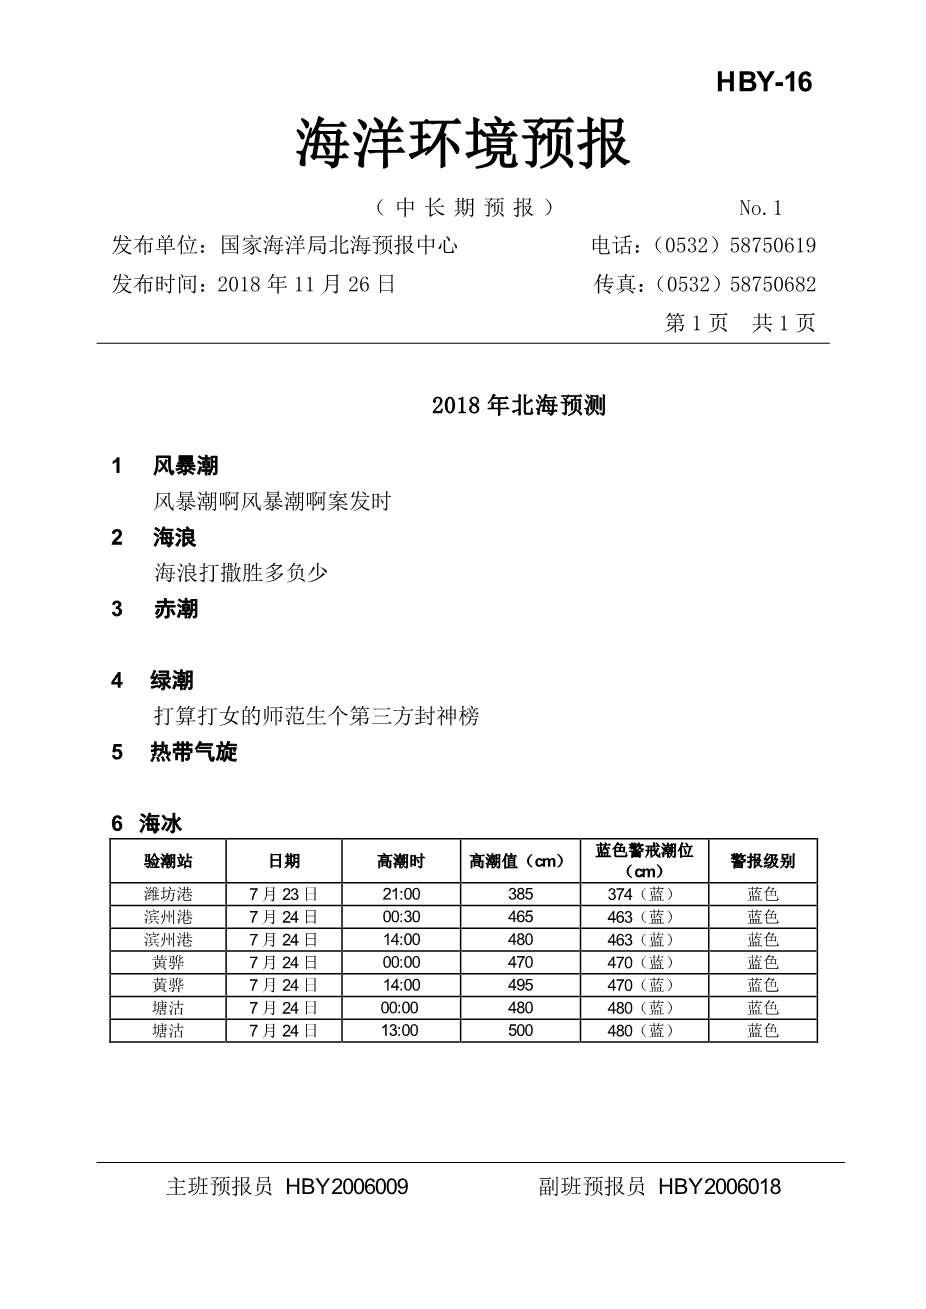 HBY-16
海洋环境预报
（中长期预报） No.1
发布单位：国家海洋局北海预报中心 电话：（0532）58750619
发布时间：2018 年 11 月 26 日 传真：（0532）58750682
第 1 页 共 1 页
2018 年北海预测
1 风暴潮
风暴潮啊风暴潮啊案发时
2 海浪
海浪打撒胜多负少
3 赤潮
4 绿潮
打算打女的师范生个第三方封神榜
5 热带气旋
6 海冰
验潮站 日期 高潮时 高潮值（cm） 蓝色警戒潮位（cm） 警报级别
潍坊港 7 月 23 日 21:00 385 374（蓝） 蓝色
滨州港 7 月 24 日 00:30 465 463（蓝） 蓝色
滨州港 7 月 24 日 14:00 480 463（蓝） 蓝色
黄骅 7 月 24 日 00:00 470 470（蓝） 蓝色
黄骅 7 月 24 日 14:00 495 470（蓝） 蓝色
塘沽 7 月 24 日 00:00 480 480（蓝） 蓝色
塘沽 7 月 24 日 13:00 500 480（蓝） 蓝色
主班预报员 HBY2006009 副班预报员 HBY2006018